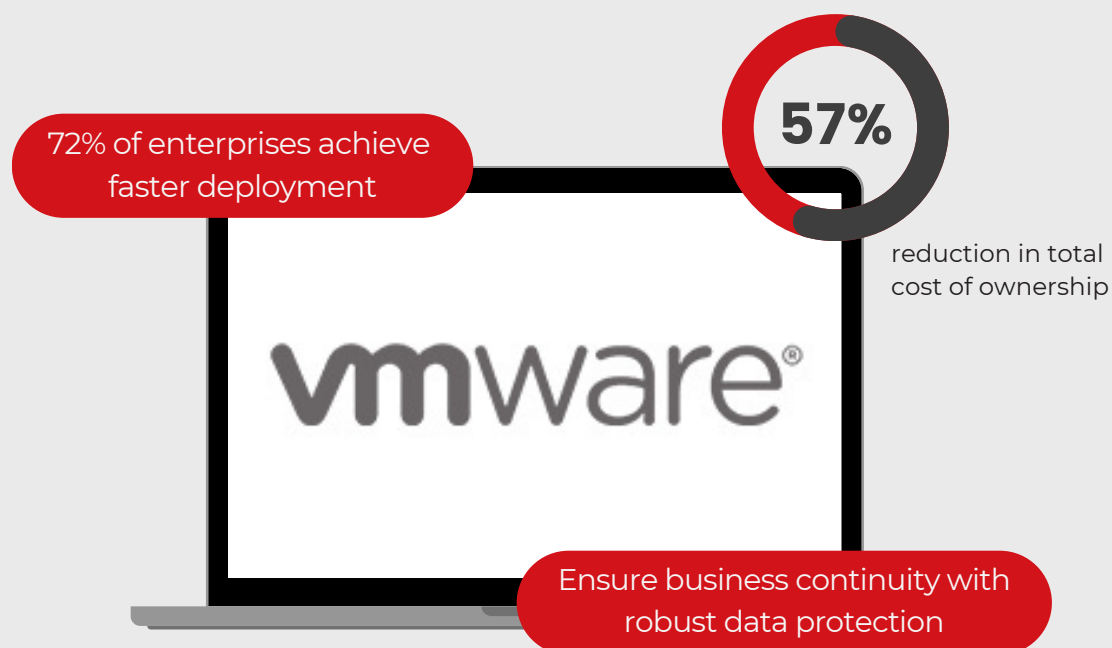 72% of enterprises achieve
faster deployment
57%
reduction in total
cost of ownership
vmware®
Ensure business continuity with
robust data protection